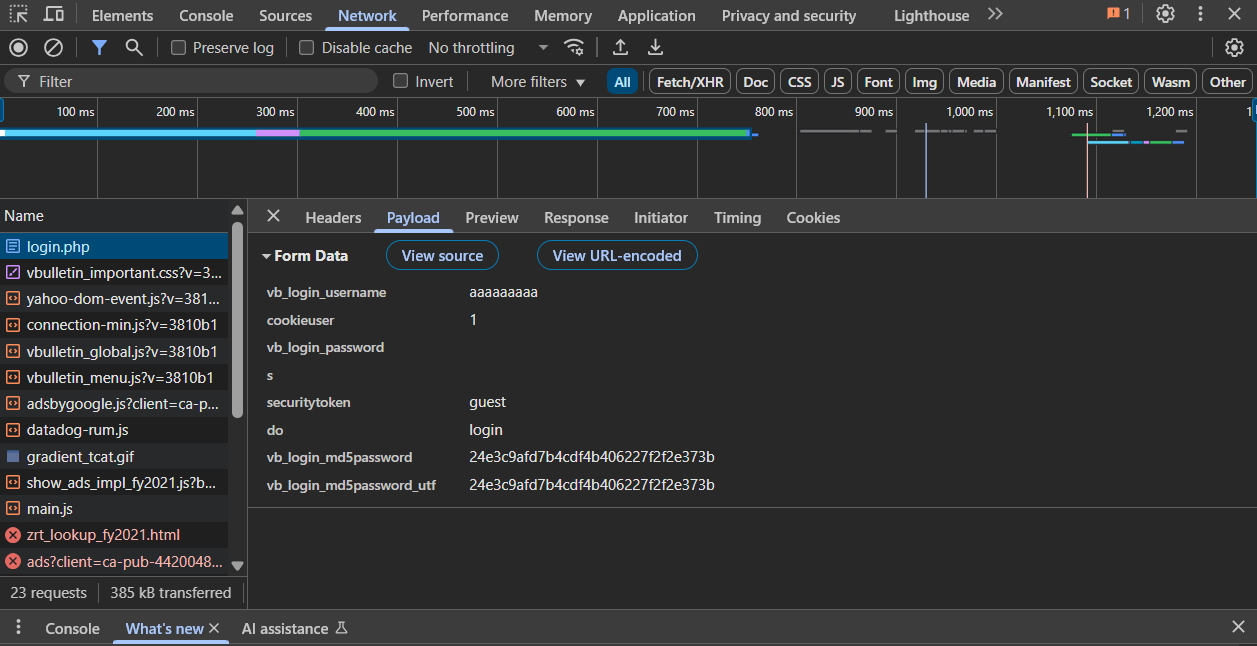 Elements Console Sources Network Performance Memory Application Privacy and security Lighthouse 1
Preserve log Disable cache No throttling
Filter Invert More filters All Fetch/XHR Doc CSS JS Font Img Media Manifest Socket Wasm Other
100 ms 200 ms 300 ms 400 ms 500 ms 600 ms 700 ms 800 ms 900 ms 1,000 ms 1,100 ms 1,200 ms
Name
login.php
vbulletin_important.css?v=3...
yahoo-dom-event.js?v=381...
connection-min.js?v=3810b1
vbulletin_global.js?v=3810b1
vbulletin_menu.js?v=3810b1
adsbygoogle.js?client=ca-p...
datadog-rum.js
gradient_tcat.gif
show_ads_impl_fy2021.js?b...
main.js
zrt_lookup_fy2021.html
ads?client=ca-pub-4420048...
23 requests 385 kB transferred
Headers Payload Preview Response Initiator Timing Cookies
Form Data View source View URL-encoded
vb_login_username aaaaaaaaa
cookieuser 1
vb_login_password
s
securitytoken guest
do login
vb_login_md5password 24e3c9afd7b4cdf4b406227f2f2e373b
vb_login_md5password_utf 24e3c9afd7b4cdf4b406227f2f2e373b
Console What's new AI assistance